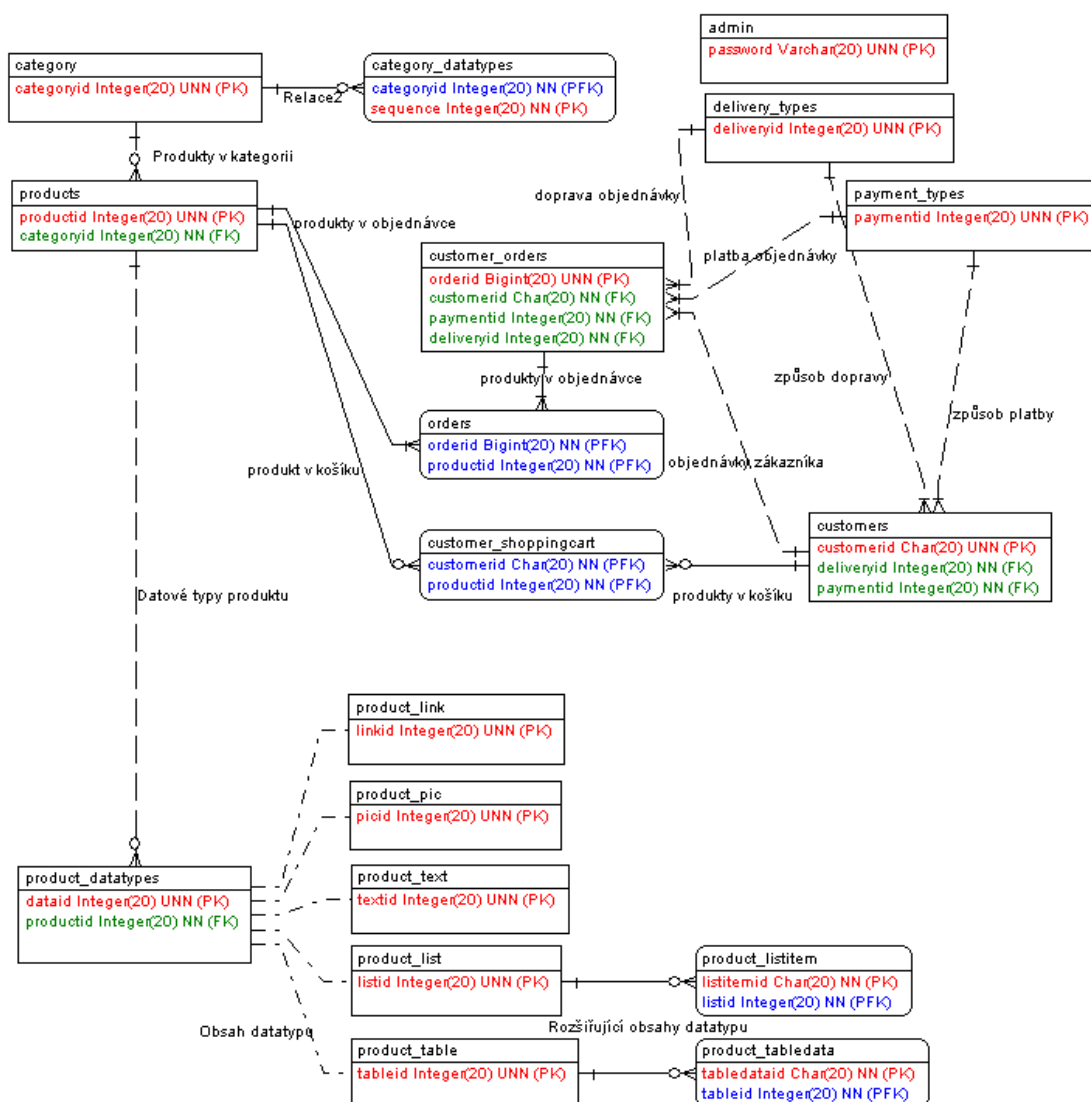 admin
password Varchar(20) UNN (PK)
category
categoryid Integer(20) UNN (PK)
Relace2
category_datatypes
categoryid Integer(20) NN (PFK)
sequence Integer(20) NN (PK)
delivery_types
deliveryid Integer(20) UNN (PK)
Produkty v kategorii
products
productid Integer(20) UNN (PK)
categoryid Integer(20) NN (FK)
produkty v objednávce
doprava objednávky
payment_types
paymentid Integer(20) UNN (PK)
platba objednávky
customer_orders
orderid Bigint(20) UNN (PK)
customerid Char(20) NN (FK)
paymentid Integer(20) NN (FK)
deliveryid Integer(20) NN (FK)
produkty v objednávce
způsob dopravy
způsob platby
orders
orderid Bigint(20) NN (PFK)
productid Integer(20) NN (PFK)
objednávky zákazníka
produkt v košíku
customer_shoppingcart
customerid Char(20) NN (PFK)
productid Integer(20) NN (PFK)
produkty v košíku
customers
customerid Char(20) UNN (PK)
deliveryid Integer(20) NN (FK)
paymentid Integer(20) NN (FK)
Datové typy produktu
product_link
linkid Integer(20) UNN (PK)
product_pic
picid Integer(20) UNN (PK)
product_datatypes
dataid Integer(20) UNN (PK)
productid Integer(20) NN (FK)
product_text
textid Integer(20) UNN (PK)
product_list
listid Integer(20) UNN (PK)
product_listitem
listitemid Char(20) NN (PK)
listid Integer(20) NN (PFK)
Obsah datatypu
Rozšiřující obsahy datatypu
product_table
tableid Integer(20) UNN (PK)
product_tabledata
tabledataid Char(20) NN (PK)
tableid Integer(20) NN (PFK)